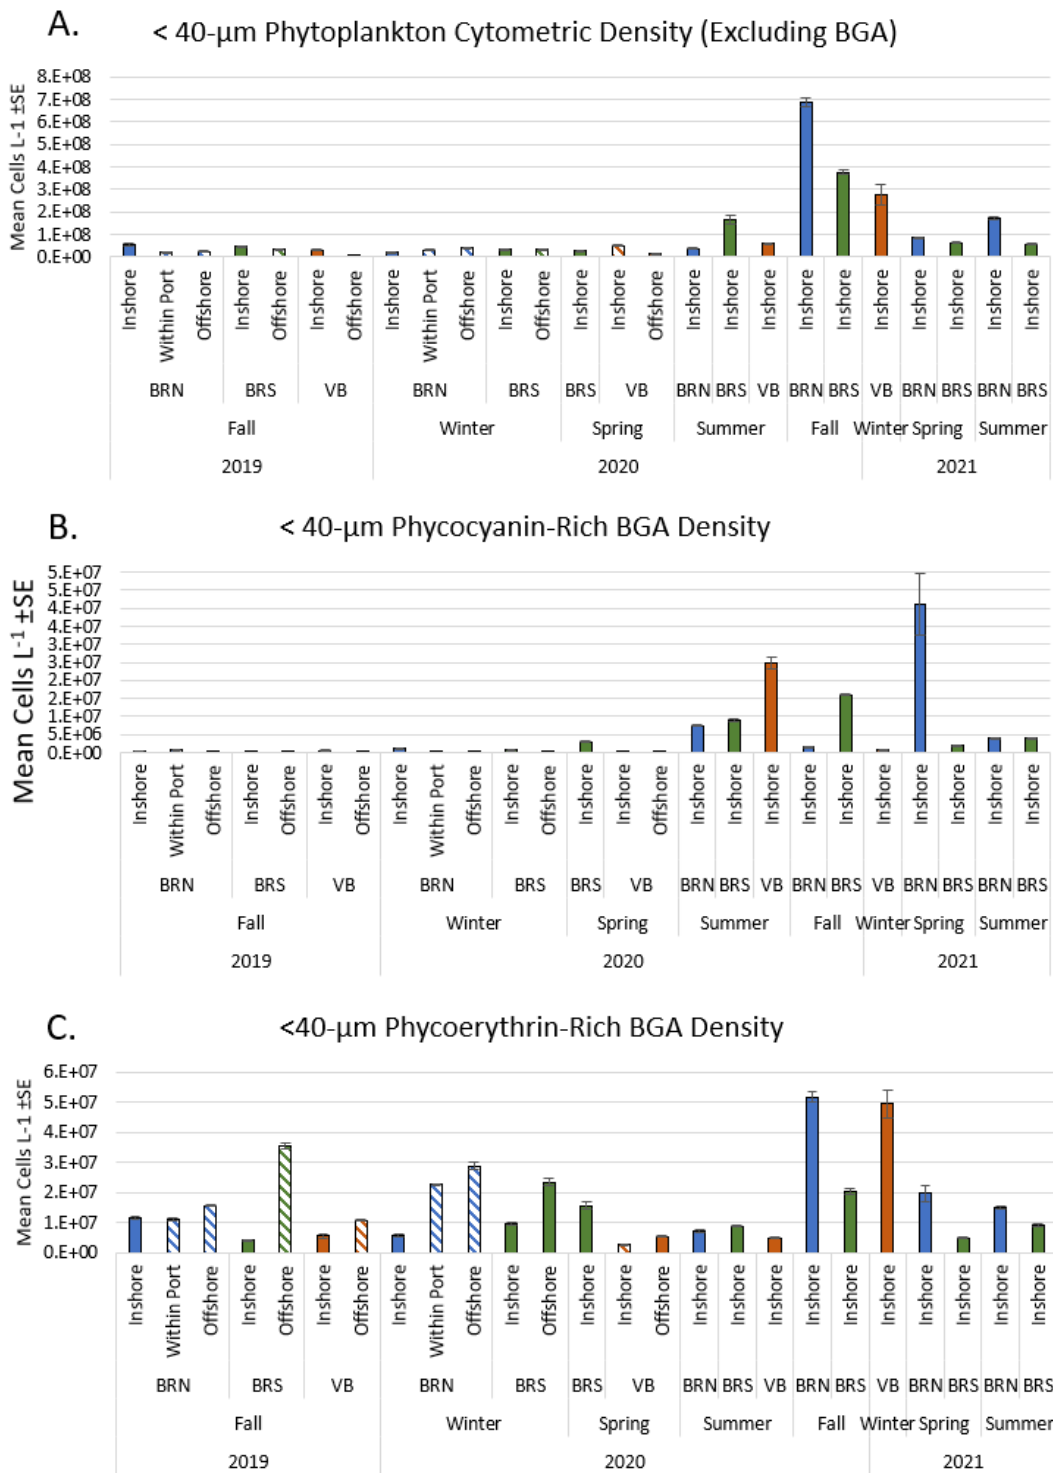 A.
< 40-µm Phytoplankton Cytometric Density (Excluding BGA)
Mean Cells L-1 ±SE
8.E+08
7.E+08
6.E+08
5.E+08
4.E+08
3.E+08
2.E+08
1.E+08
0.E+00
Inshore Within Port Offshore Inshore Offshore Inshore Offshore Inshore Within Port Offshore Inshore Offshore Inshore Inshore Offshore Inshore Inshore Inshore Inshore Inshore Inshore Inshore Inshore Inshore Inshore
BRN BRS VB BRN BRS BRS VB BRN BRS VB BRN BRS VB BRN BRS BRN BRS
Fall Winter Spring Summer Fall Winter Spring Summer
2019 2020 2021
B.
< 40-µm Phycocyanin-Rich BGA Density
Mean Cells L-1 ±SE
5.E+07
5.E+07
4.E+07
4.E+07
3.E+07
3.E+07
2.E+07
2.E+07
1.E+07
5.E+06
0.E+00
Inshore Within Port Offshore Inshore Offshore Inshore Offshore Inshore Within Port Offshore Inshore Offshore Inshore Inshore Offshore Inshore Inshore Inshore Inshore Inshore Inshore Inshore Inshore Inshore Inshore
BRN BRS VB BRN BRS BRS VB BRN BRS VB BRN BRS VB BRN BRS BRN BRS
Fall Winter Spring Summer Fall Winter Spring Summer
2019 2020 2021
C.
<40-µm Phycoerythrin-Rich BGA Density
Mean Cells L-1 ±SE
6.E+07
5.E+07
4.E+07
3.E+07
2.E+07
1.E+07
0.E+00
Inshore Within Port Offshore Inshore Offshore Inshore Offshore Inshore Within Port Offshore Inshore Offshore Inshore Inshore Offshore Inshore Inshore Inshore Inshore Inshore Inshore Inshore Inshore Inshore Inshore
BRN BRS VB BRN BRS BRS VB BRN BRS VB BRN BRS VB BRN BRS BRN BRS
Fall Winter Spring Summer Fall Winter Spring Summer
2019 2020 2021